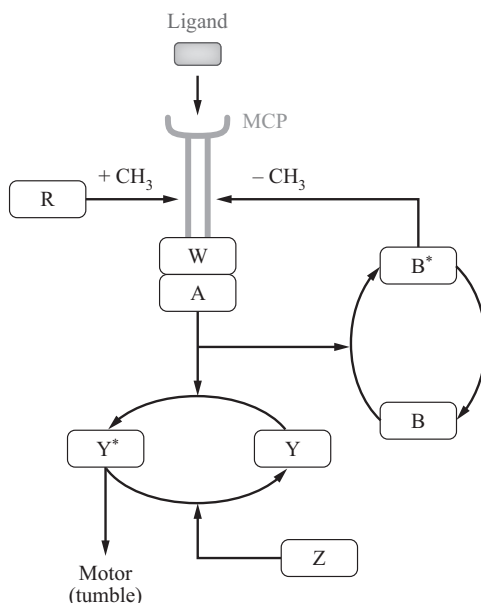 Ligand
MCP
+ CH3
– CH3
R
W
B*
A
B
Y*
Y
Z
Motor
(tumble)